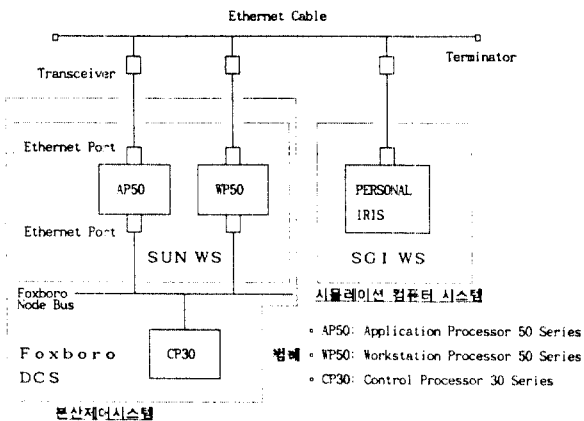 Ethernet Cable
Terminator
Transceiver
Ethernet Port
AP50
WP50
PERSONAL
IRIS
Ethernet Port
SUN WS
SGI WS
Foxboro
Node Bus
시뮬레이션 컴퓨터 시스템
Foxboro
DCS
CP30
범례
◦ AP50: Application Processor 50 Series
◦ WP50: Workstation Processor 50 Series
◦ CP30: Control Processor 30 Series
분산제어시스템